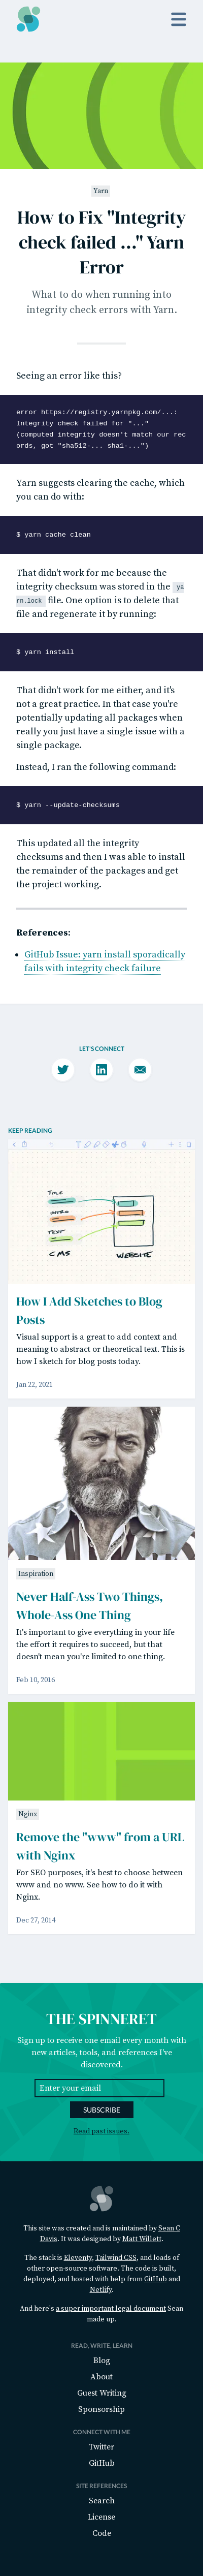 Yarn
How to Fix "Integrity
check failed ..." Yarn
Error
What to do when running into
integrity check errors with Yarn.
Seeing an error like this?
error https://registry.yarnpkg.com/...:
Integrity check failed for "..."
(computed integrity doesn't match our rec
ords, got "sha512-... sha1-...")
Yarn suggests clearing the cache, which
you can do with:
$ yarn cache clean
That didn't work for me because the
integrity checksum was stored in the ya
rn.lock file. One option is to delete that
file and regenerate it by running:
$ yarn install
That didn't work for me either, and it's
not a great practice. In that case you're
potentially updating all packages when
really you just have a single issue with a
single package.
Instead, I ran the following command:
$ yarn --update-checksums
This updated all the integrity
checksums and then I was able to install
the remainder of the packages and get
the project working.
References:
GitHub Issue: yarn install sporadically
fails with integrity check failure
LET'S CONNECT
KEEP READING
TITLE
INTRO
TEXT
CMS
WEBSITE
How I Add Sketches to Blog
Posts
Visual support is a great to add context and
meaning to abstract or theoretical text. This is
how I sketch for blog posts today.
Jan 22, 2021
Inspiration
Never Half-Ass Two Things,
Whole-Ass One Thing
It's important to give everything in your life
the effort it requires to succeed, but that
doesn't mean you're limited to one thing.
Feb 10, 2016
Nginx
Remove the "www" from a URL
with Nginx
For SEO purposes, it's best to choose between
www and no www. See how to do it with
Nginx.
Dec 27, 2014
THE SPINNERET
Sign up to receive one email every month with
new articles, tools, and references I've
discovered.
Enter your email
SUBSCRIBE
Read past issues.
This site was created and is maintained by Sean C
Davis. It was designed by Matt Willett.
The stack is Eleventy, Tailwind CSS, and loads of
other open-source software. The code is built,
deployed, and hosted with help from GitHub and
Netlify.
And here's a super important legal document Sean
made up.
READ, WRITE, LEARN
Blog
About
Guest Writing
Sponsorship
CONNECT WITH ME
Twitter
GitHub
SITE REFERENCES
Search
License
Code